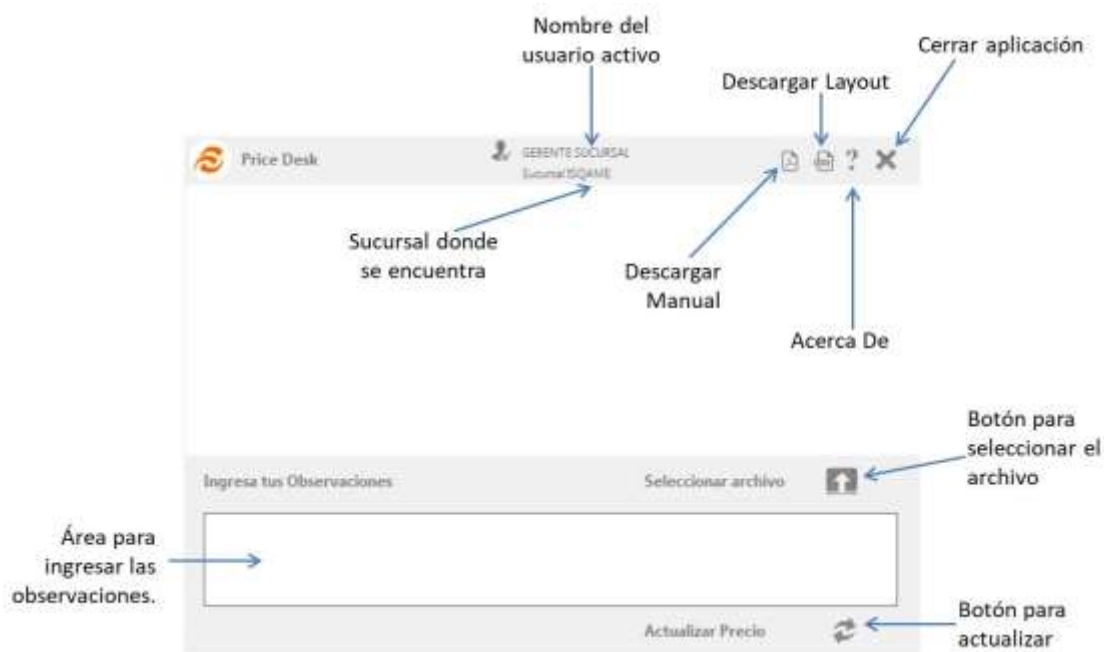 Nombre del
usuario activo
Cerrar aplicación
Descargar Layout
Price Desk
GERENTE SUCURSAL
Sucursal donde
se encuentra
Descargar
Manual
Acerca De
Botón para
seleccionar el
archivo
Ingresa tus Observaciones
Seleccionar archivo
Área para
ingresar las
observaciones.
Botón para
actualizar
Actualizar Precio